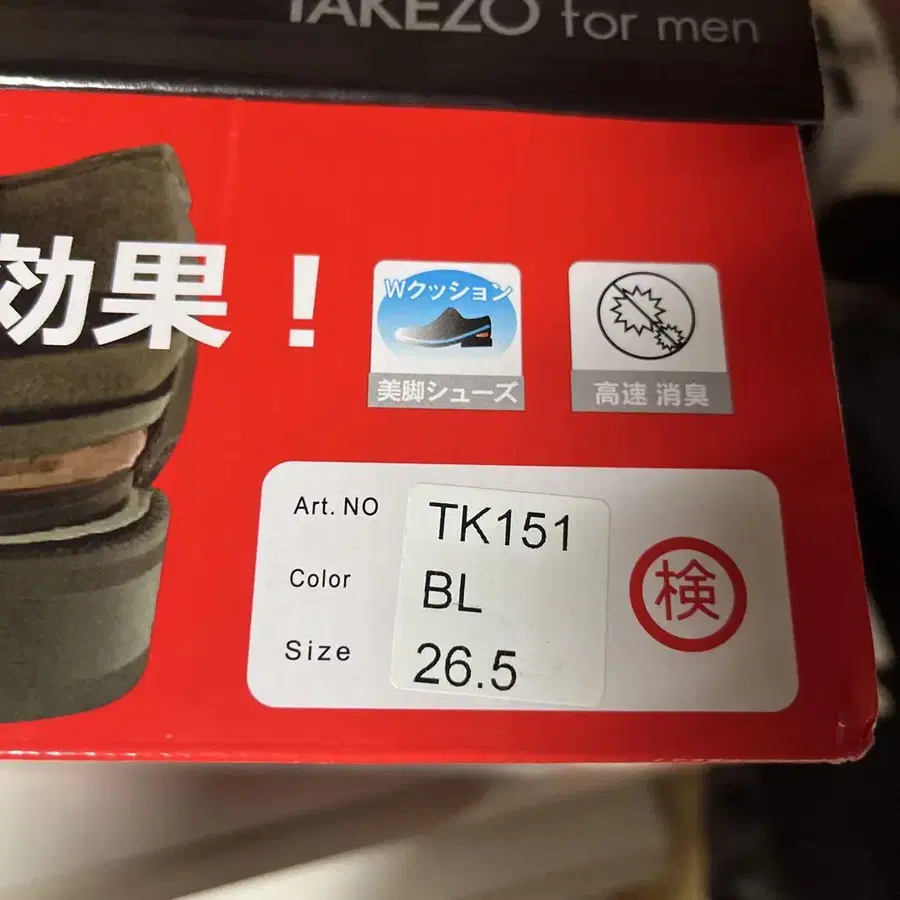 TAKEZO for men
効果！
Wクッション
美脚シューズ
高速 消臭
Art. NO TK151
Color BL
Size 26.5
検